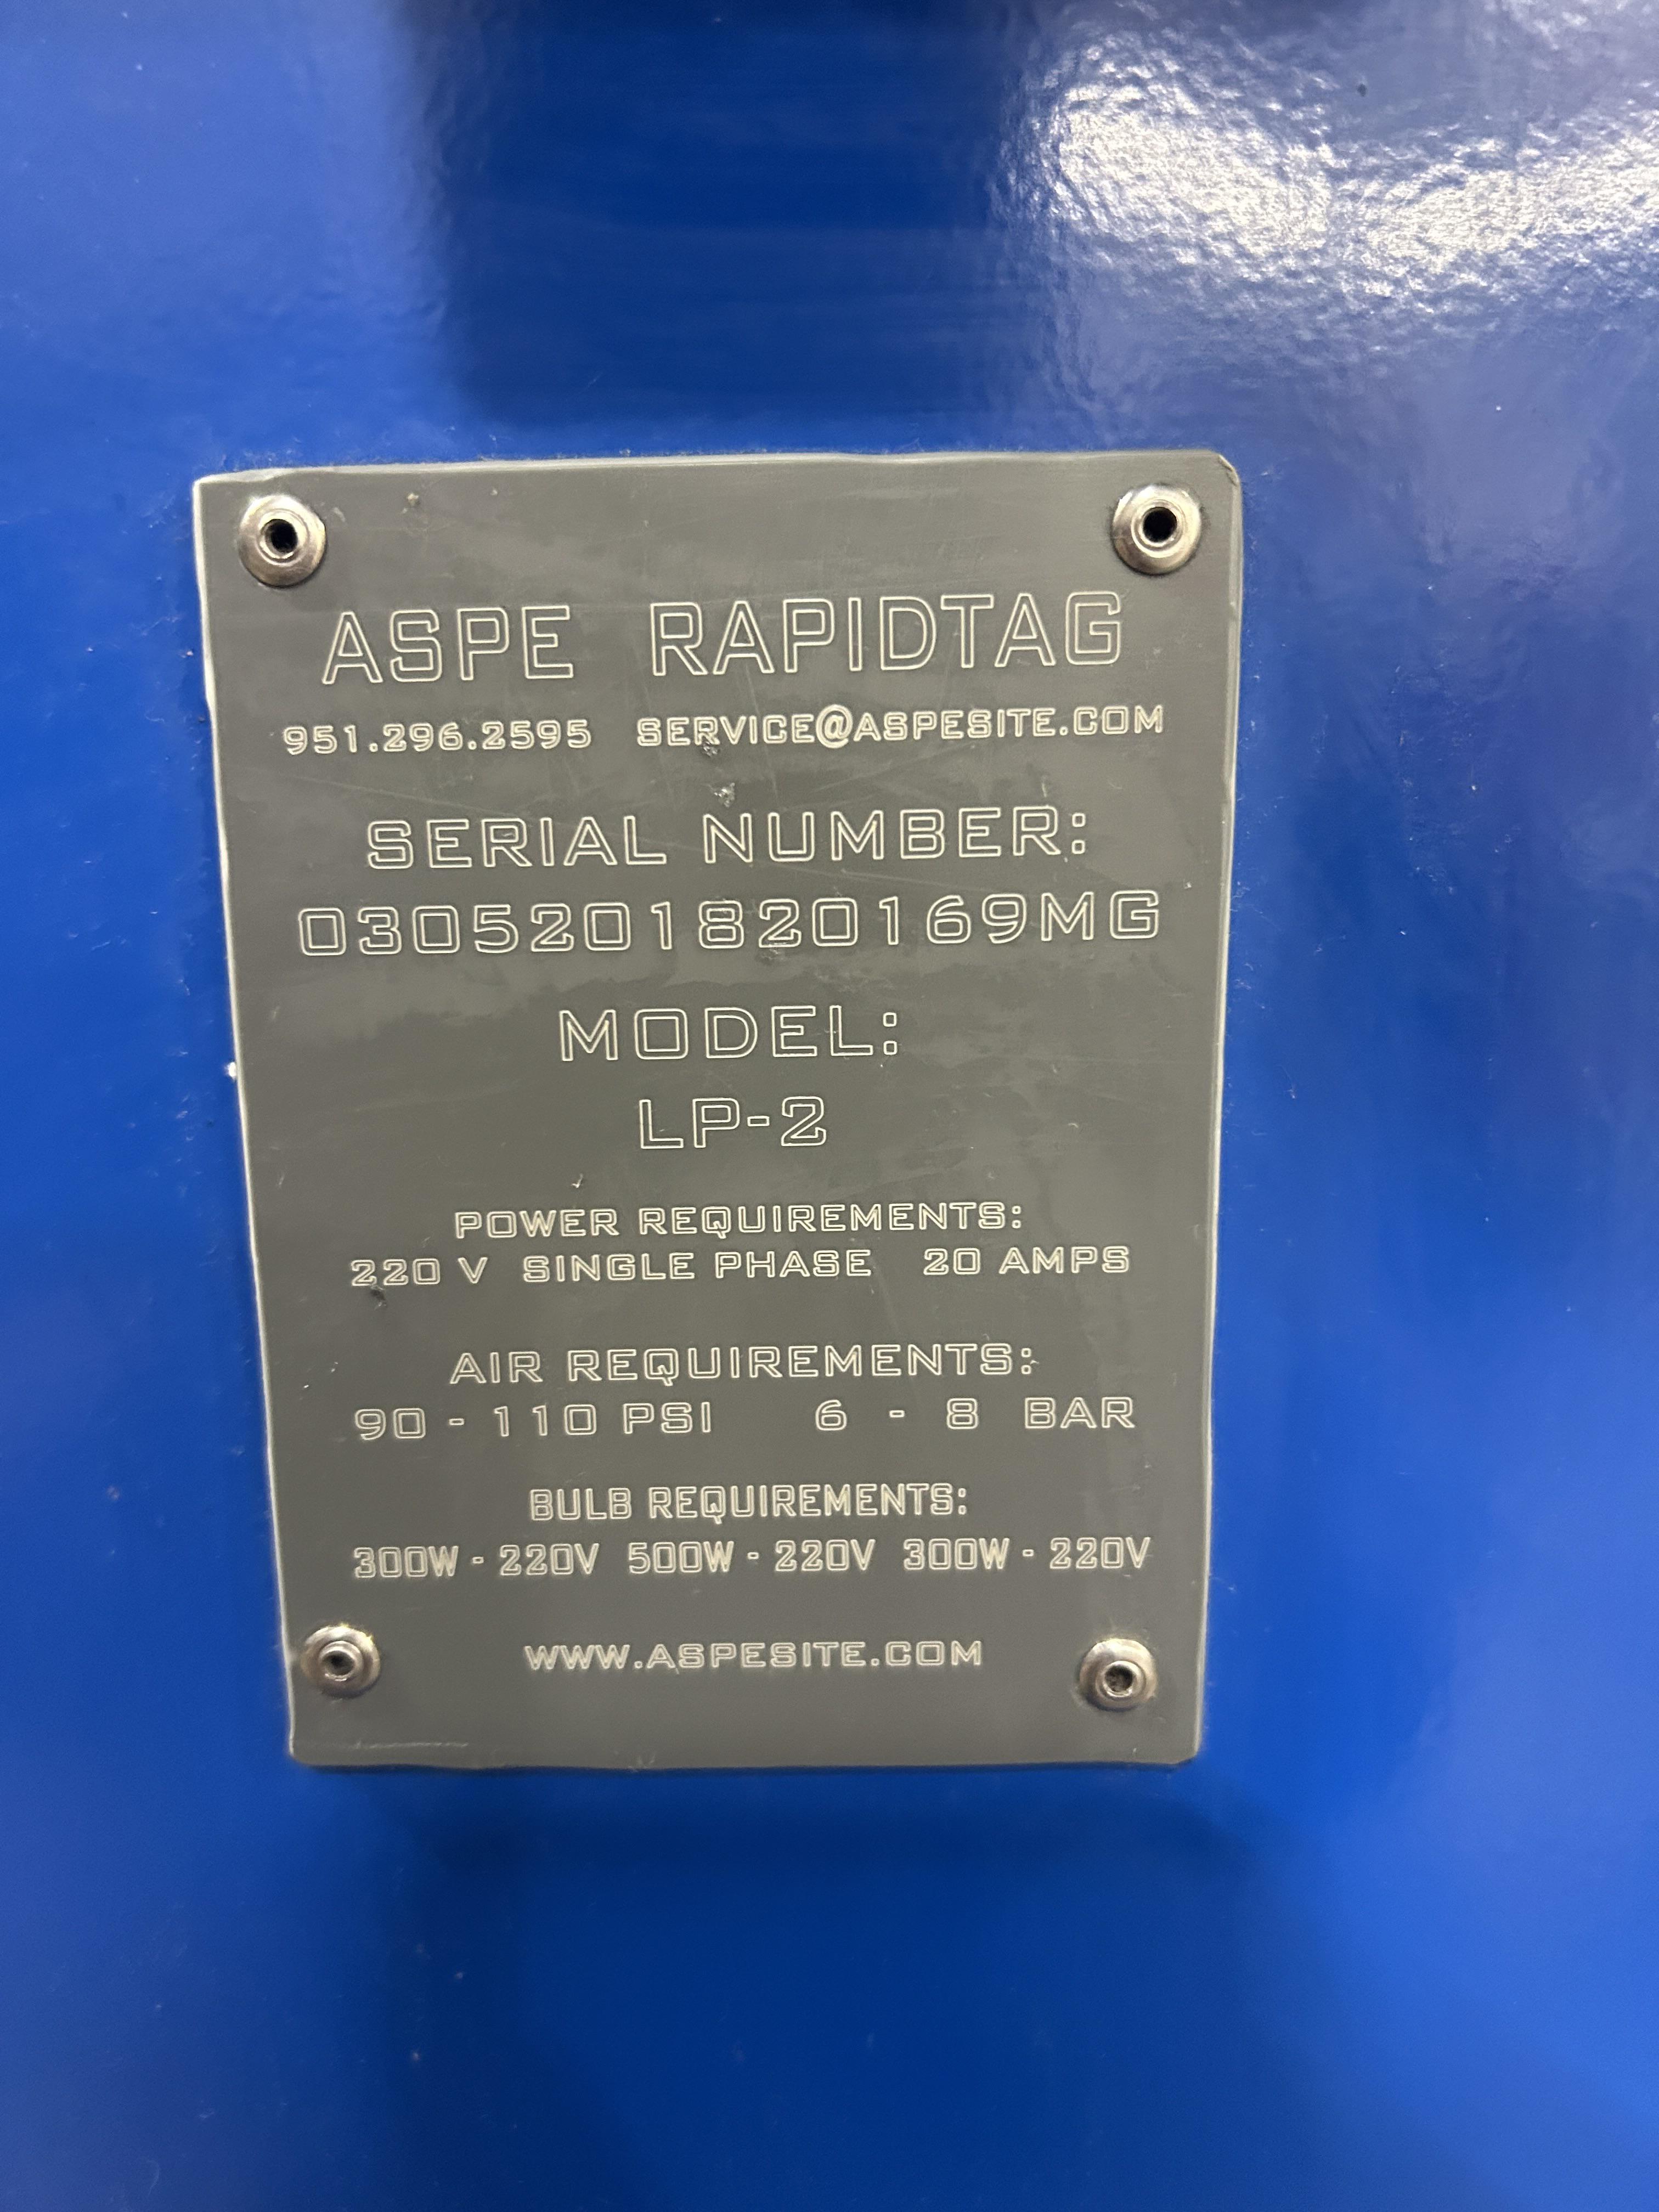 ASPE RAPIDTAG
951.296.2595 SERVICE@ASPESITE.COM
SERIAL NUMBER:
0305201820169MG
MODEL:
LP-2
POWER REQUIREMENTS:
220 V SINGLE PHASE 20 AMPS
AIR REQUIREMENTS:
90 - 110 PSI 6 - 8 BAR
BULB REQUIREMENTS:
300W - 220V 500W - 220V 300W - 220V
WWW.ASPESITE.COM